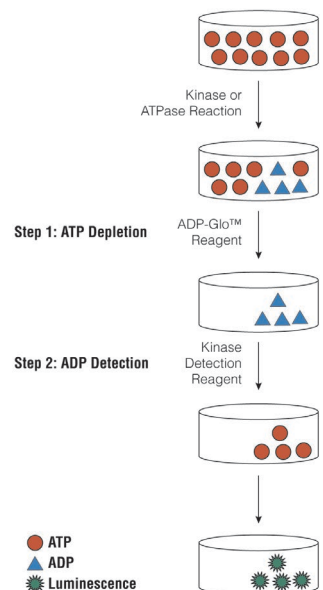 Kinase or
ATPase Reaction
Step 1: ATP Depletion
ADP-Glo™
Reagent
Step 2: ADP Detection
Kinase
Detection
Reagent
ATP
ADP
Luminescence